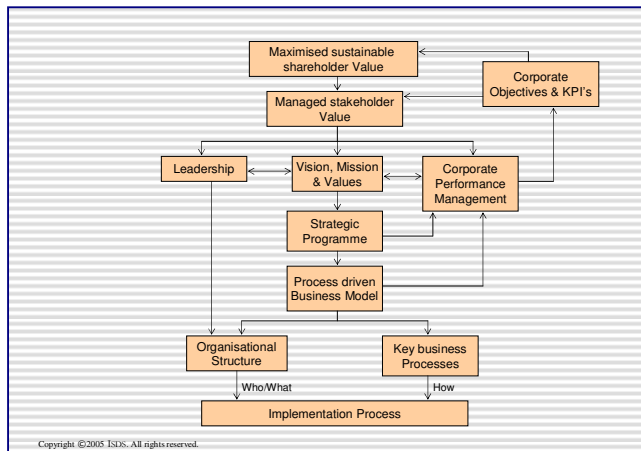 Maximised sustainable
shareholder Value
Corporate
Objectives & KPI's
Managed stakeholder
Value
Leadership
Vision, Mission
& Values
Corporate
Performance
Management
Strategic
Programme
Process driven
Business Model
Organisational
Structure
Key business
Processes
Who/What
How
Implementation Process
Copyright ©2005 ISDS. All rights reserved.